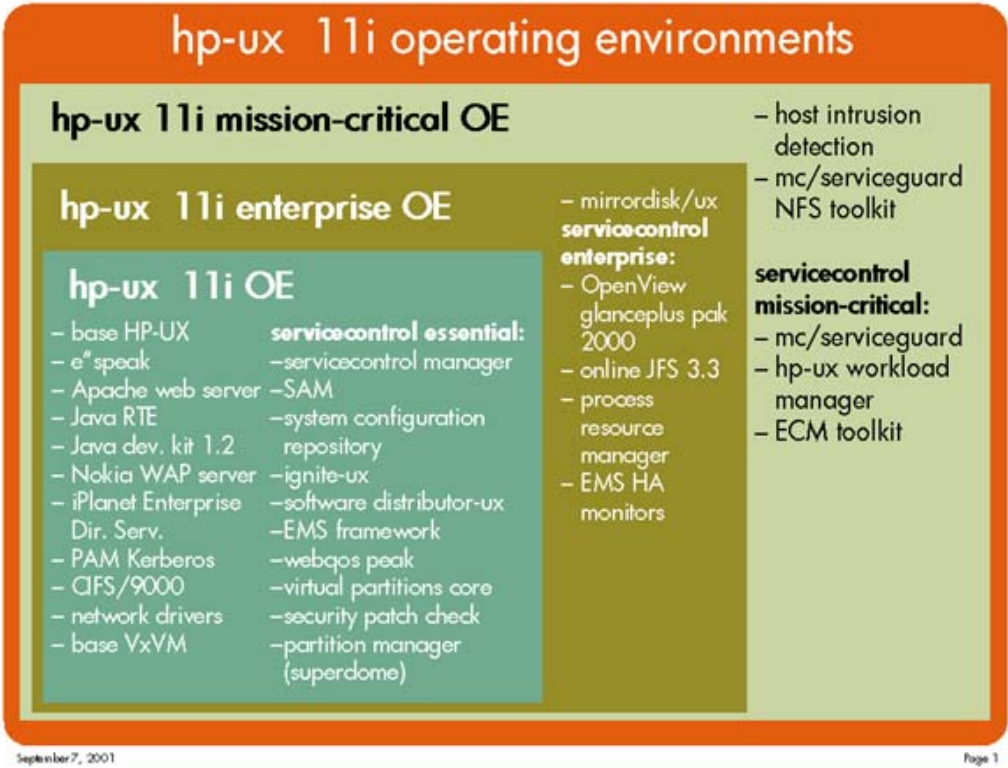 hp-ux 11i operating environments
hp-ux 11i mission-critical OE
hp-ux 11i enterprise OE
hp-ux 11i OE
– base HP-UX
– e"speak
– Apache web server
– Java RTE
– Java dev. kit 1.2
– Nokia WAP server
– iPlanet Enterprise
Dir. Serv.
– PAM Kerberos
– CIFS/9000
– network drivers
– base VxVM
servicecontrol essential:
–servicecontrol manager
–SAM
–system configuration
repository
–ignite-ux
–software distributor-ux
–EMS framework
–webqos peak
–virtual partitions core
–security patch check
–partition manager
(superdome)
– mirrordisk/ux
servicecontrol
enterprise:
– OpenView
glanceplus pak
2000
– online JFS 3.3
– process
resource
manager
– EMS HA
monitors
– host intrusion
detection
– mc/serviceguard
NFS toolkit
servicecontrol
mission-critical:
– mc/serviceguard
– hp-ux workload
manager
– ECM toolkit
September 7, 2001
Page 1